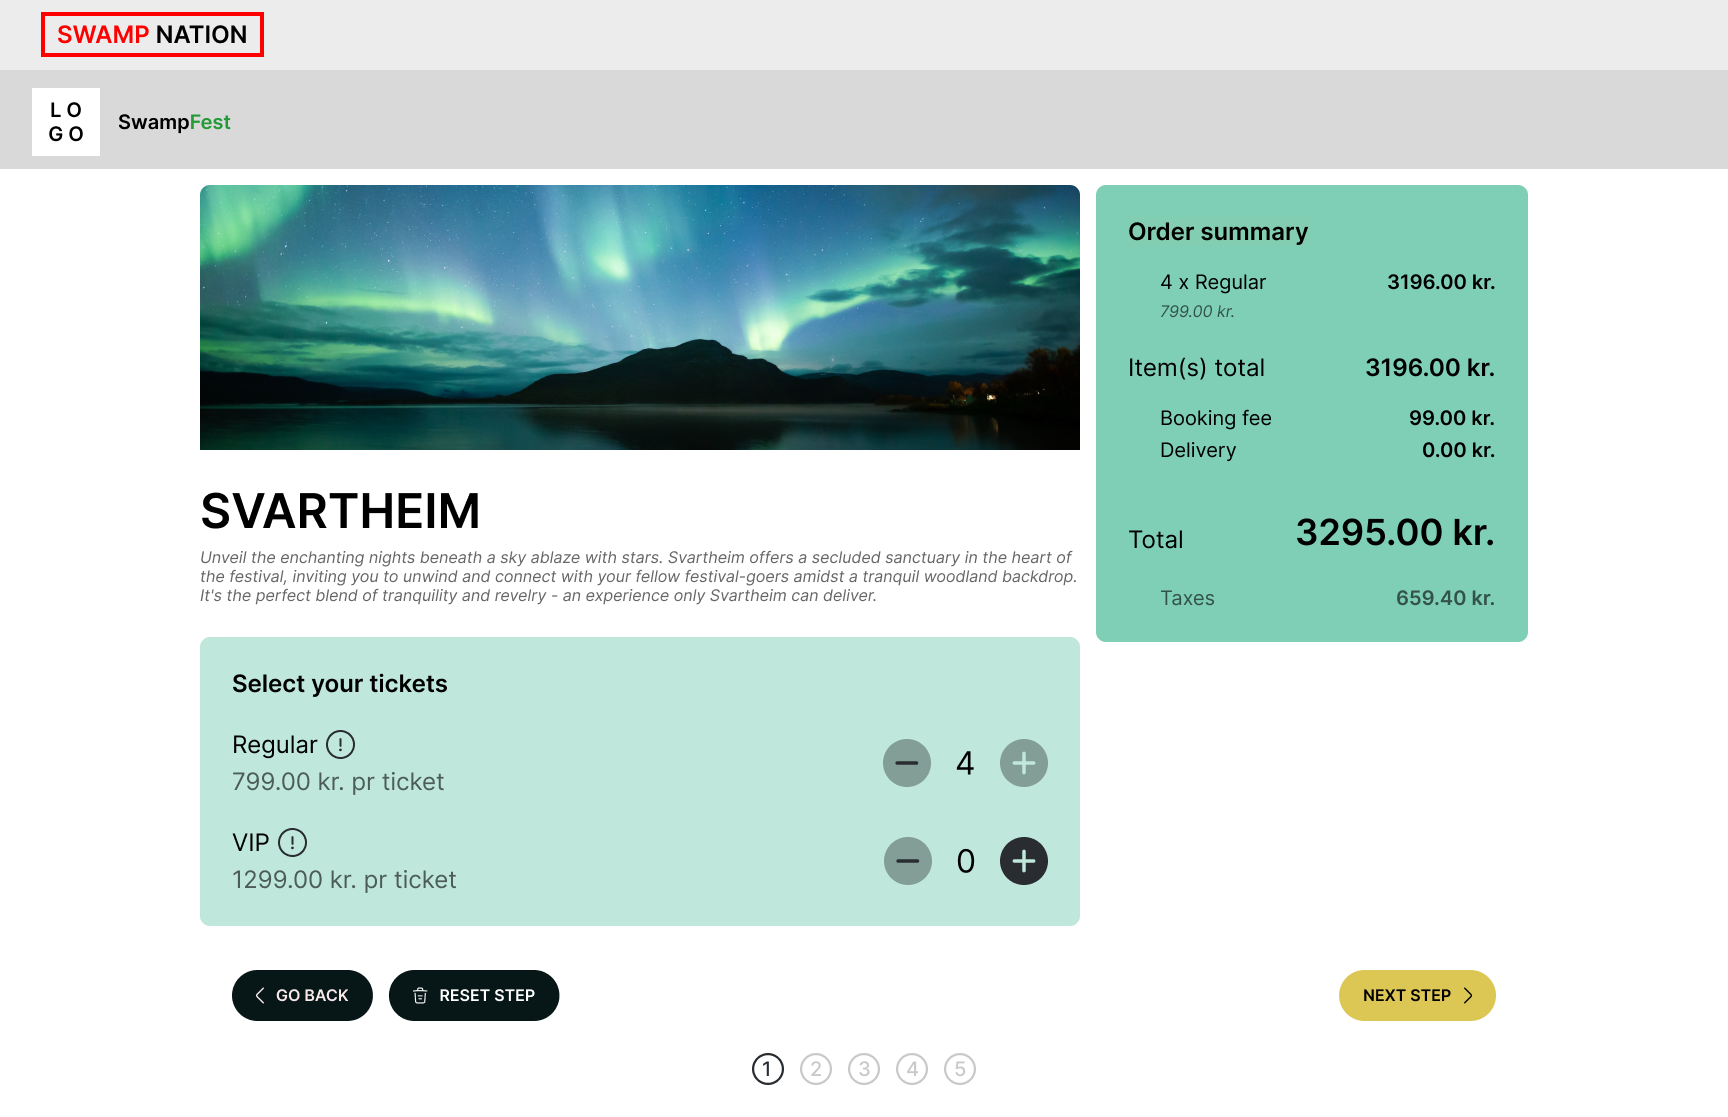 SWAMP NATION
LO
GO
SwampFest
SVARTHEIM
Unveil the enchanting nights beneath a sky ablaze with stars. Svartheim offers a secluded sanctuary in the heart of
the festival, inviting you to unwind and connect with your fellow festival-goers amidst a tranquil woodland backdrop.
It's the perfect blend of tranquility and revelry - an experience only Svartheim can deliver.
Select your tickets
Regular !
799.00 kr. pr ticket
− 4 +
VIP !
1299.00 kr. pr ticket
− 0 +
Order summary
4 x Regular 3196.00 kr.
799.00 kr.
Item(s) total 3196.00 kr.
Booking fee 99.00 kr.
Delivery 0.00 kr.
Total 3295.00 kr.
Taxes 659.40 kr.
GO BACK
RESET STEP
NEXT STEP
1 2 3 4 5